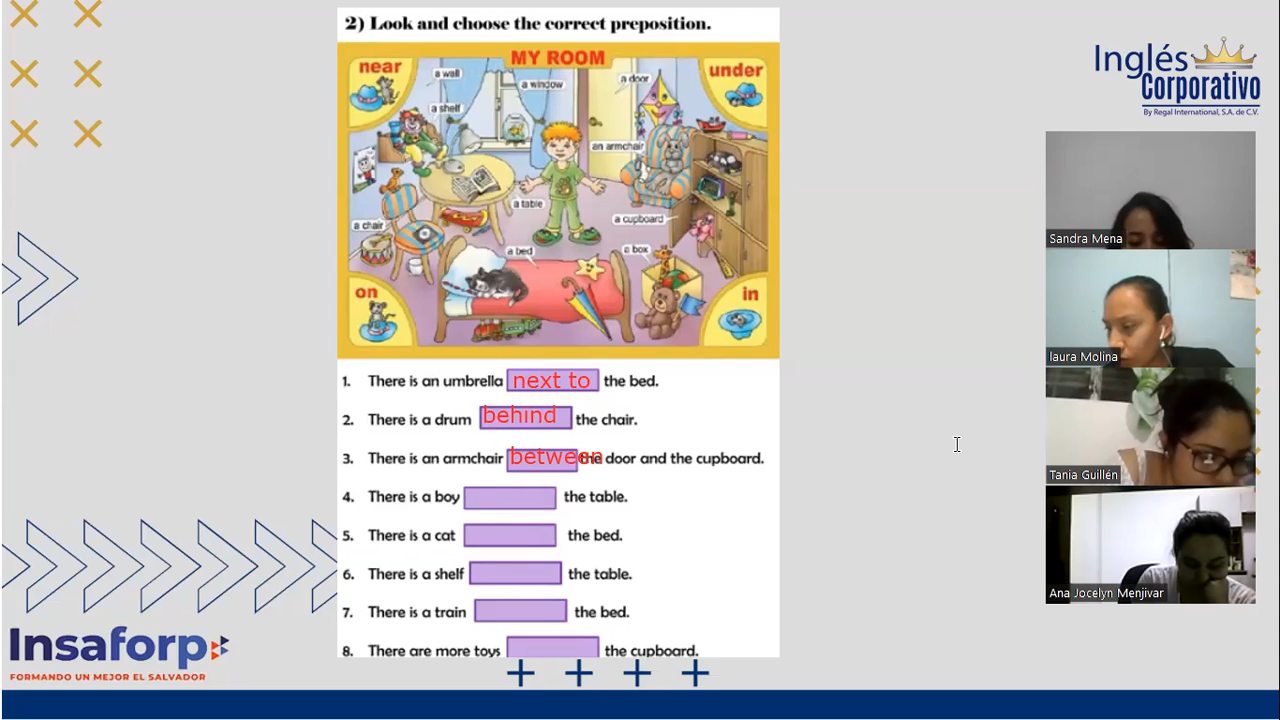 2) Look and choose the correct preposition.
MY ROOM
near
under
a wall
a window
a door
a shelf
an armchair
a table
a cupboard
a chair
a bed
a box
on
in
1. There is an umbrella next to the bed.
2. There is a drum behind the chair.
3. There is an armchair between the door and the cupboard.
4. There is a boy the table.
5. There is a cat the bed.
6. There is a shelf the table.
7. There is a train the bed.
8. There are more toys the cupboard.
Inglés
Corporativo
By Regal International, S.A. de C.V.
Sandra Mena
laura Molina
Tania Guillén
Ana Jocelyn Menjivar
Insaforp
FORMANDO UN MEJOR EL SALVADOR